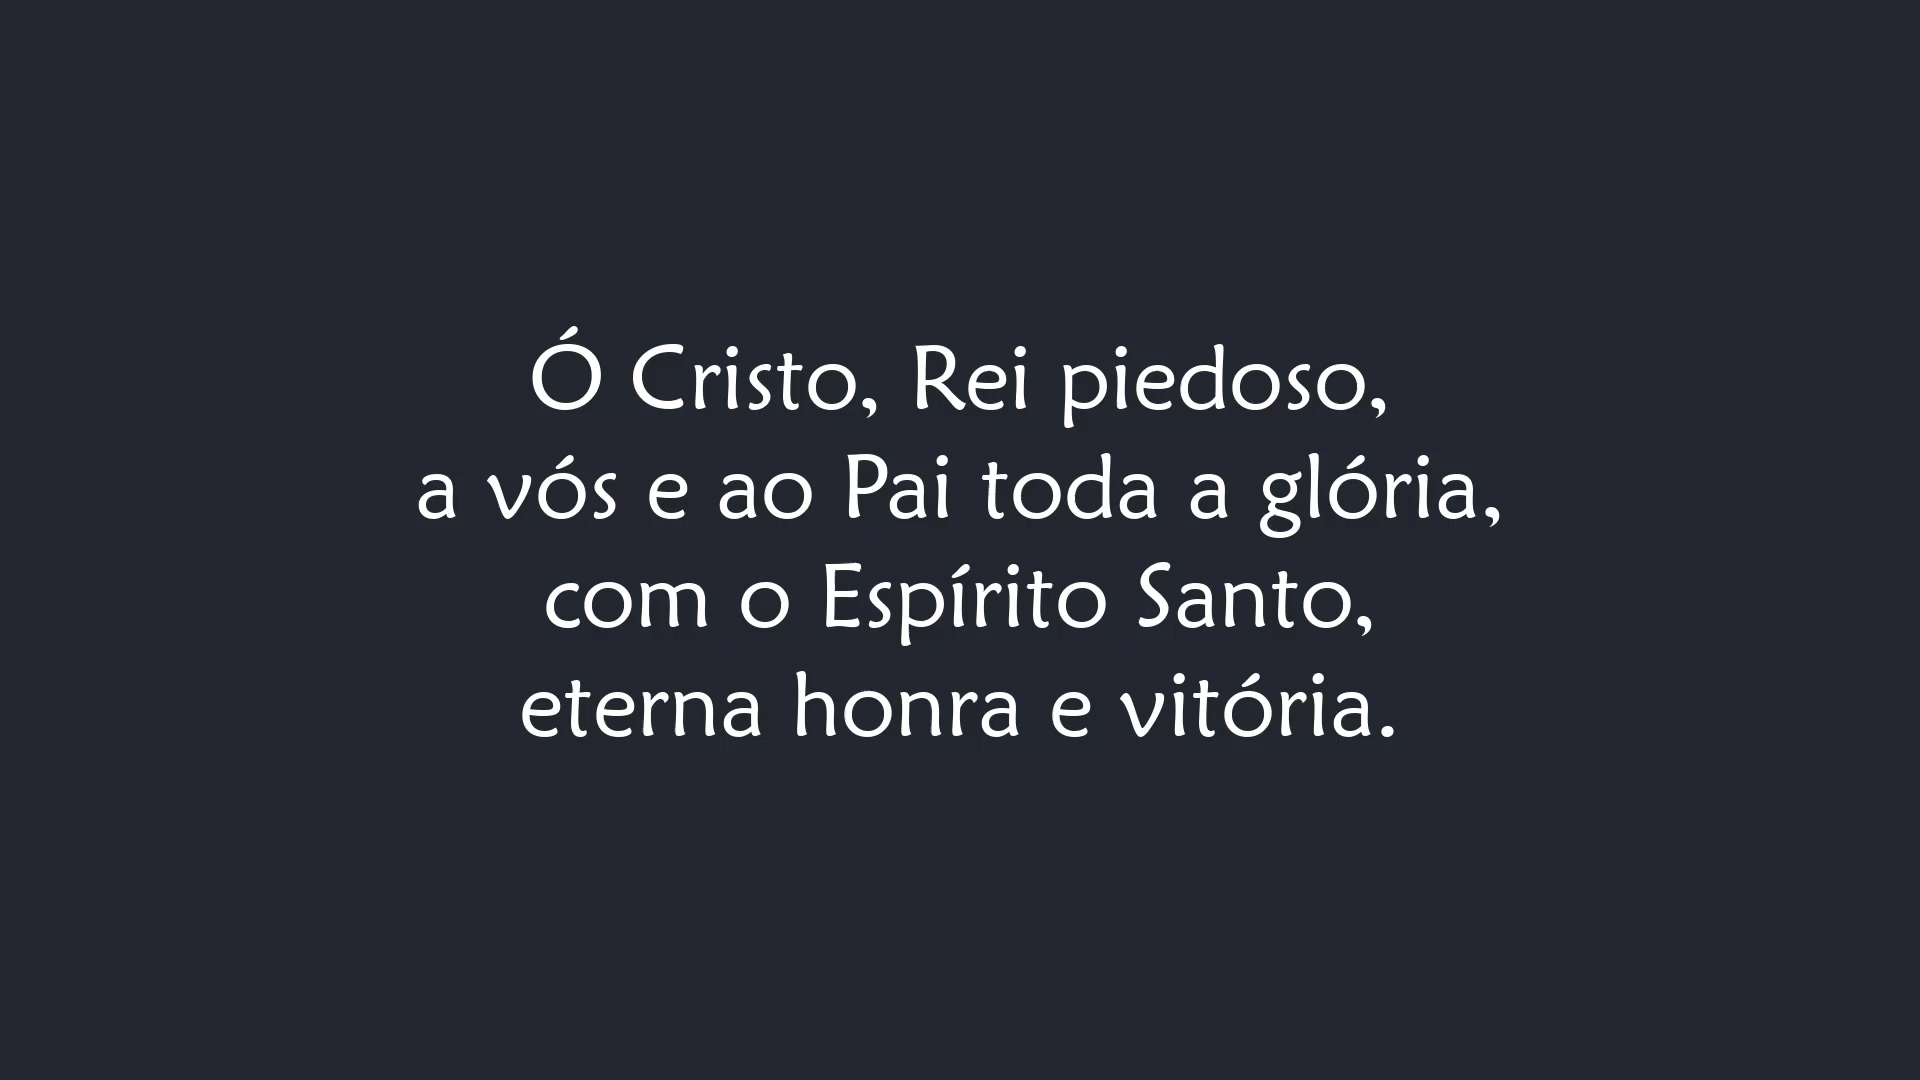 Ó Cristo, Rei piedoso,
a vós e ao Pai toda a glória,
com o Espírito Santo,
eterna honra e vitória.